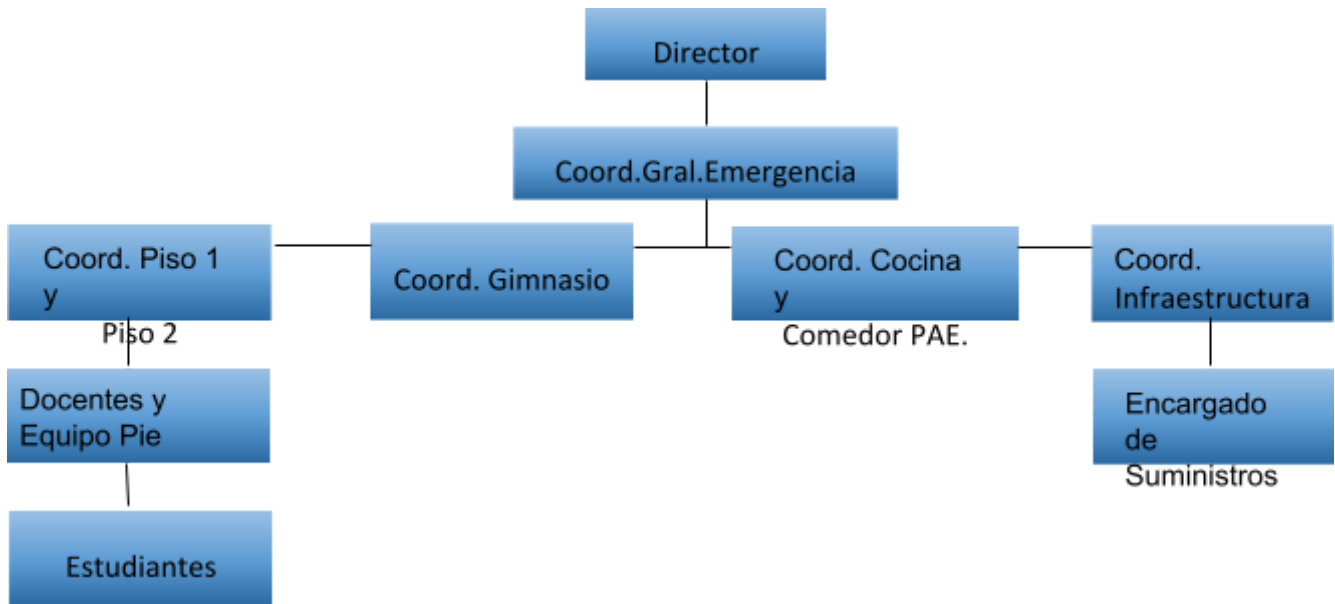 Director
Coord.Gral.Emergencia
Coord. Piso 1
y
Piso 2
Coord. Gimnasio
Coord. Cocina
y
Comedor PAE.
Coord.
Infraestructura
Docentes y
Equipo Pie
Encargado
de
Suministros
Estudiantes